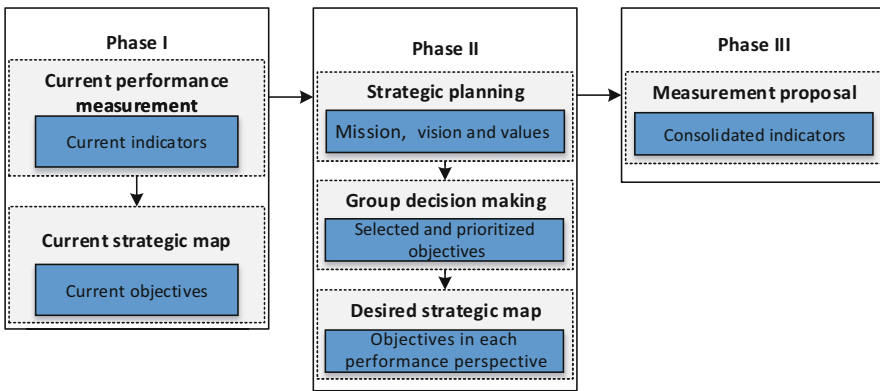 Phase I
Current performance
measurement
Current indicators
Current strategic map
Current objectives
Phase II
Strategic planning
Mission, vision and values
Group decision making
Selected and prioritized
objectives
Desired strategic map
Objectives in each
performance perspective
Phase III
Measurement proposal
Consolidated indicators